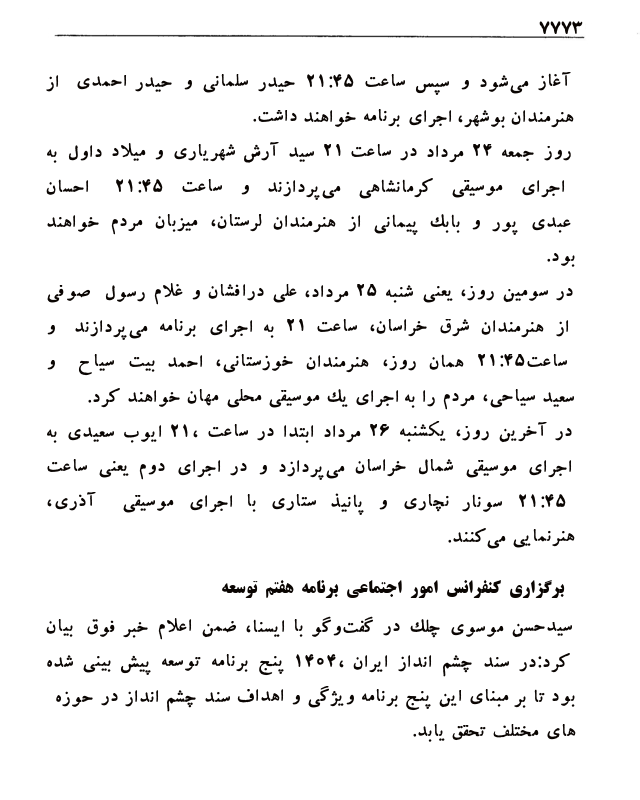 ۷۷۷۳
آغاز می‌شود و سپس ساعت ۲۱:۴۵ حیدر سلمانی و حیدر احمدی از
هنرمندان بوشهر، اجرای برنامه خواهند داشت.
روز جمعه ۲۴ مرداد در ساعت ۲۱ سید آرش شهریاری و میلاد داول به
اجرای موسیقی کرمانشاهی می‌پردازند و ساعت ۲۱:۴۵ احسان
عبدی پور و بابك پیمانی از هنرمندان لرستان، میزبان مردم خواهند
بود.
در سومین روز، یعنی شنبه ۲۵ مرداد، علی درافشان و غلام رسول صوفی
از هنرمندان شرق خراسان، ساعت ۲۱ به اجرای برنامه می‌پردازند و
ساعت۲۱:۴۵ همان روز، هنرمندان خوزستانی، احمد بیت سیاح و
سعید سیاحی، مردم را به اجرای یك موسیقی محلی مهان خواهند کرد.
در آخرین روز، یکشنبه ۲۶ مرداد ابتدا در ساعت ،۲۱ ایوب سعیدی به
اجرای موسیقی شمال خراسان می‌پردازد و در اجرای دوم یعنی ساعت
۲۱:۴۵ سونار نچاری و پانیذ ستاری با اجرای موسیقی آذری،
هنرنمایی می‌کنند.
برگزاری کنفرانس امور اجتماعی برنامه هفتم توسعه
سیدحسن موسوی چلك در گفت‌وگو با ایسنا، ضمن اعلام خبر فوق بیان
کرد:در سند چشم انداز ایران ،۱۴۰۴ پنج برنامه توسعه پیش بینی شده
بود تا بر مبنای این پنج برنامه ویژگی و اهداف سند چشم انداز در حوزه
های مختلف تحقق یابد.